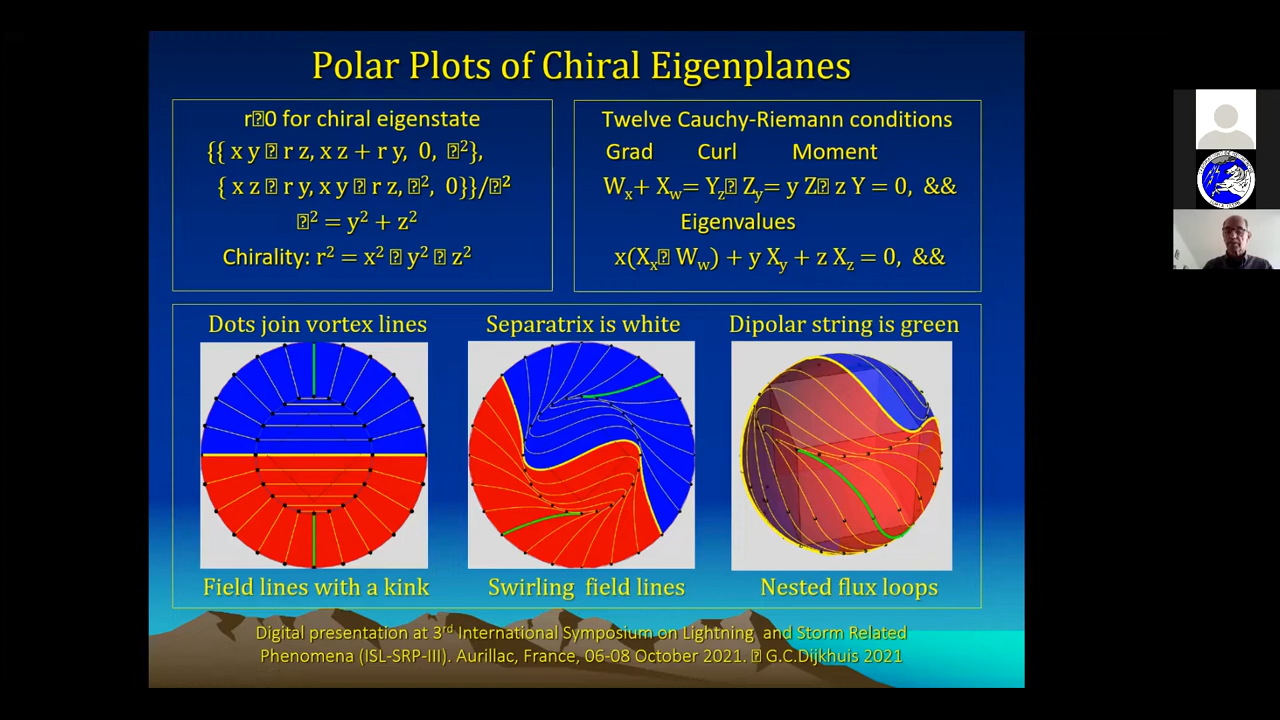 Polar Plots of Chiral Eigenplanes
r⍰0 for chiral eigenstate
{{ x y ⍰ r z, x z + r y, 0, ⍰²},
{ x z ⍰ r y, x y ⍰ r z, ⍰², 0}}/⍰²
⍰² = y² + z²
Chirality: r² = x² ⍰ y² ⍰ z²
Twelve Cauchy-Riemann conditions
Grad Curl Moment
Wₓ+ X_w= Y_z⍰ Z_y= y Z⍰ z Y = 0, &&
Eigenvalues
x(Xₓ⍰ W_w) + y X_y + z X_z = 0, &&
Dots join vortex lines
Separatrix is white
Dipolar string is green
Field lines with a kink
Swirling field lines
Nested flux loops
Digital presentation at 3rd International Symposium on Lightning and Storm Related
Phenomena (ISL-SRP-III). Aurillac, France, 06-08 October 2021. ⍰ G.C.Dijkhuis 2021